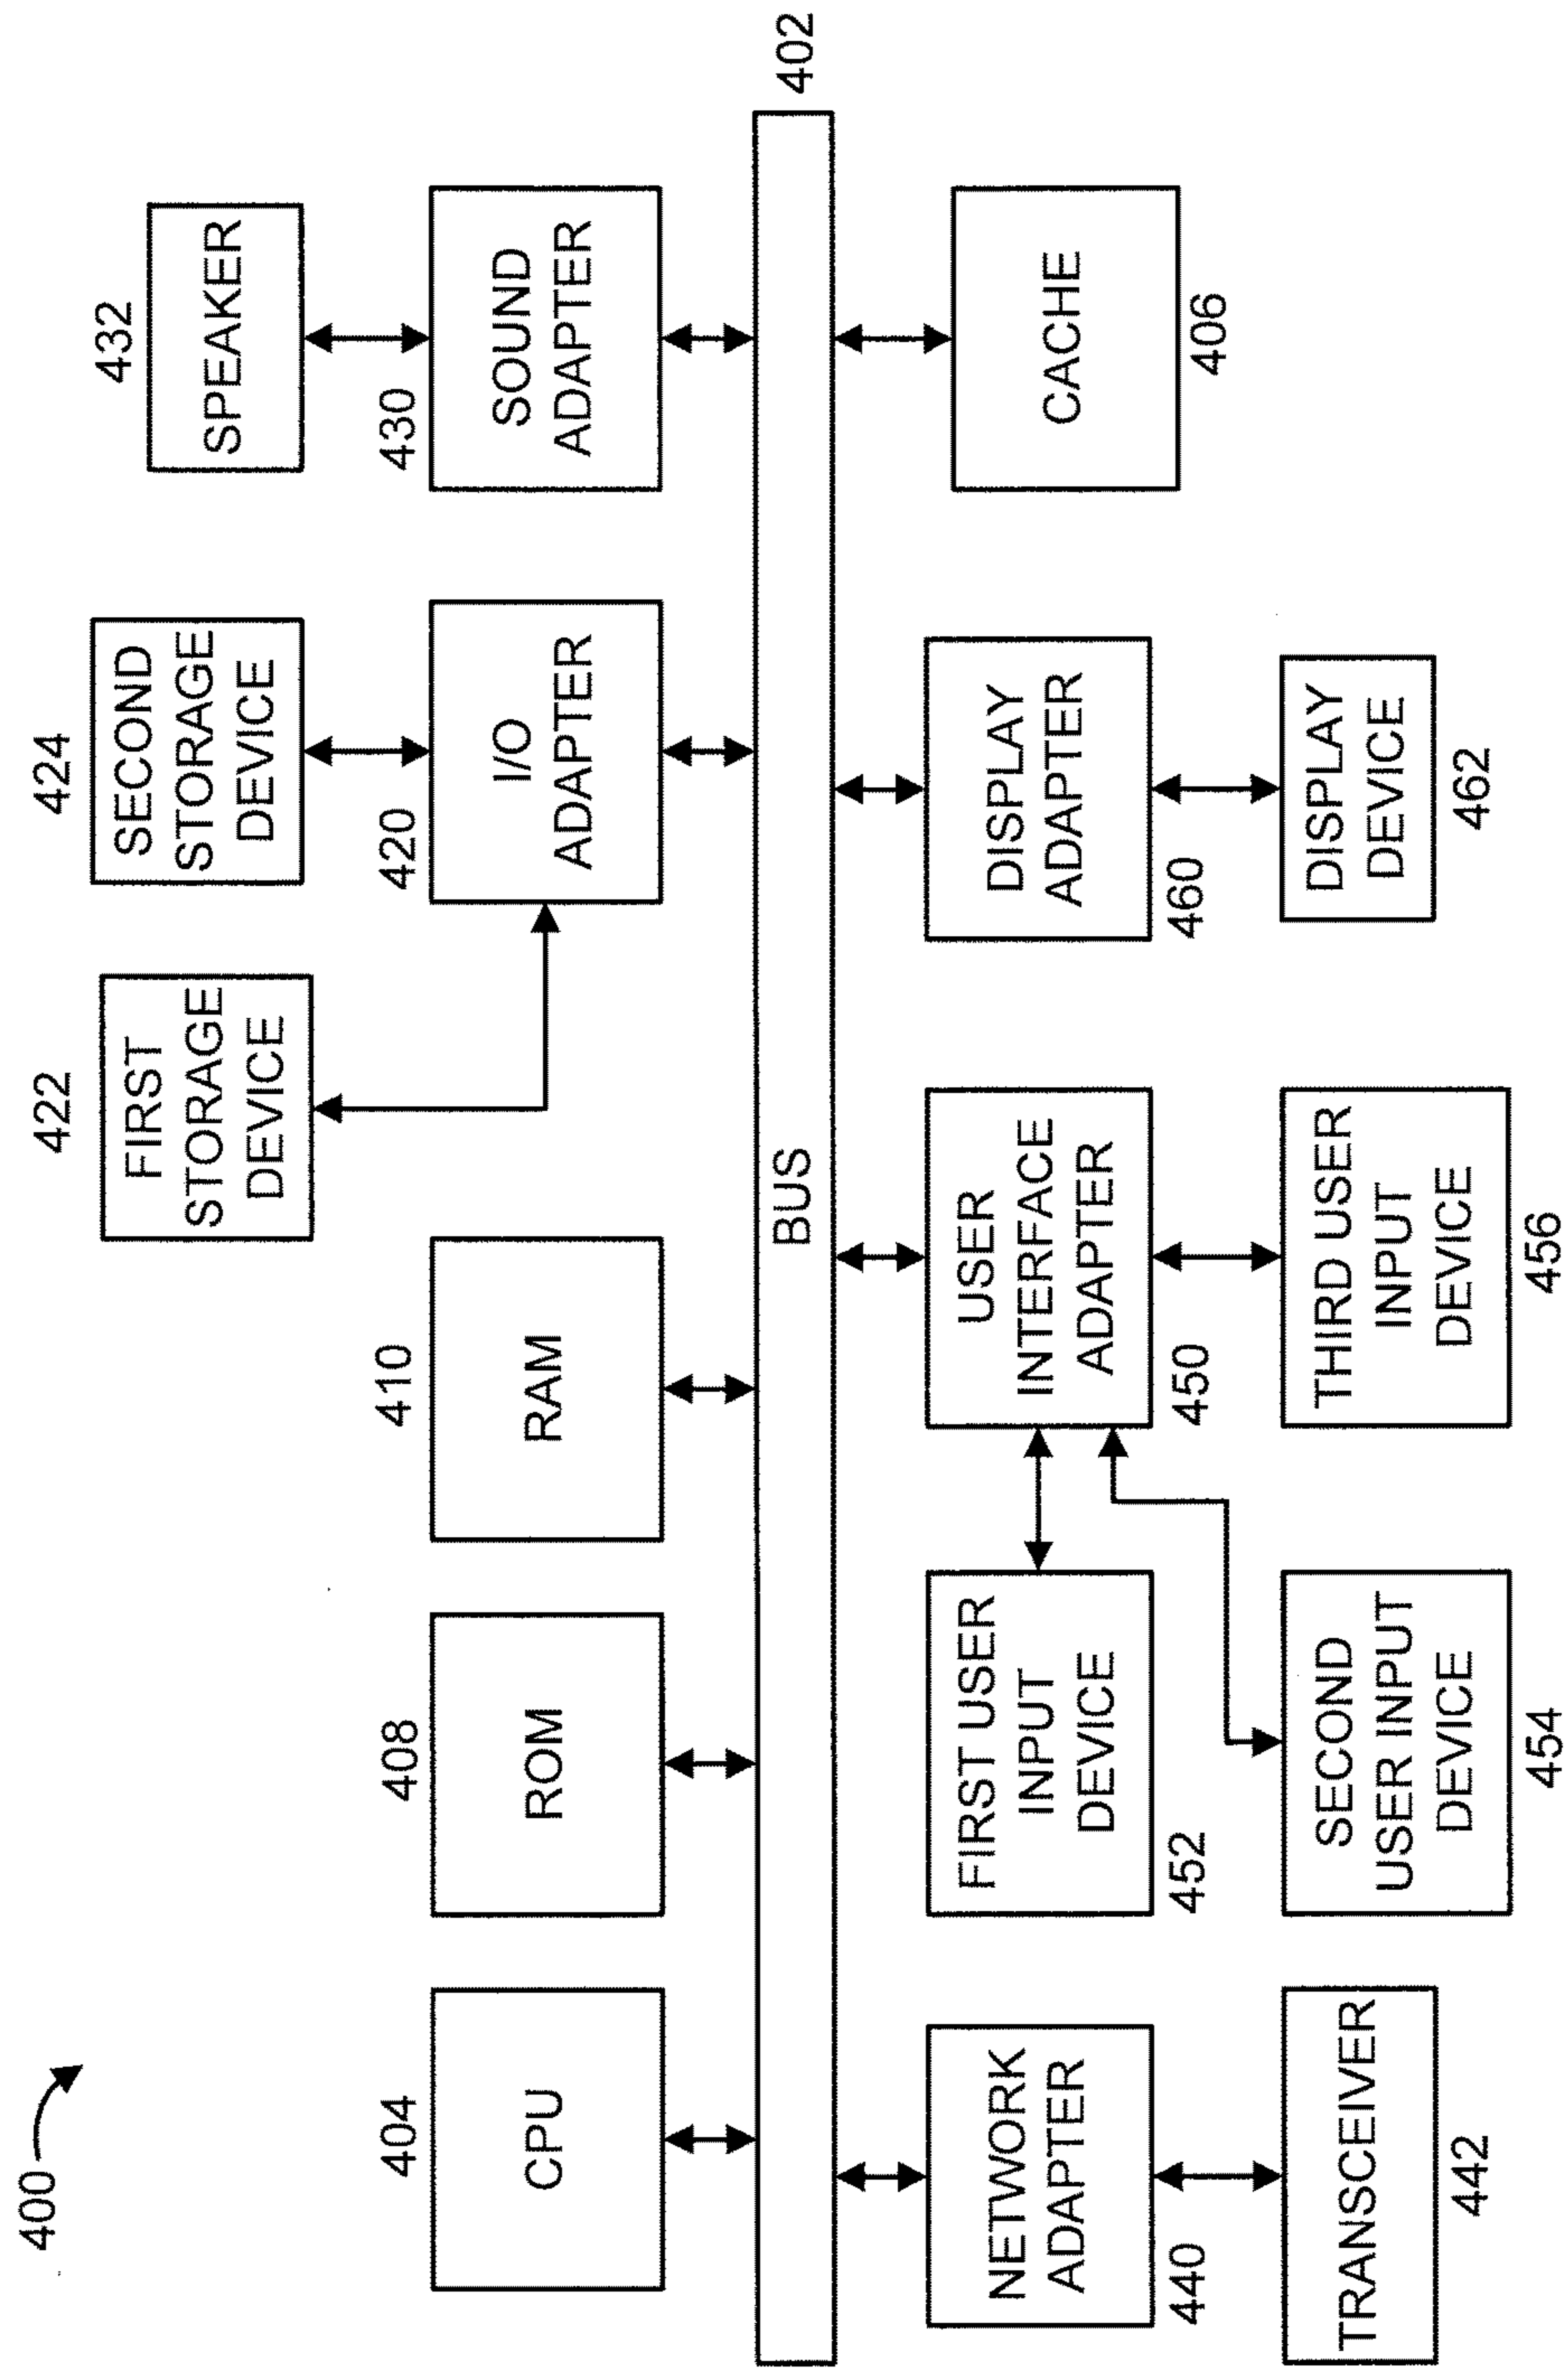 400
404
CPU
408
ROM
410
RAM
422
FIRST
STORAGE
DEVICE
424
SECOND
STORAGE
DEVICE
420
I/O
ADAPTER
432
SPEAKER
430
SOUND
ADAPTER
BUS
402
NETWORK
ADAPTER
440
TRANSCEIVER
442
FIRST USER
INPUT
DEVICE
452
SECOND
USER INPUT
DEVICE
454
USER
INTERFACE
ADAPTER
450
THIRD USER
INPUT
DEVICE
456
DISPLAY
ADAPTER
460
DISPLAY
DEVICE
462
CACHE
406